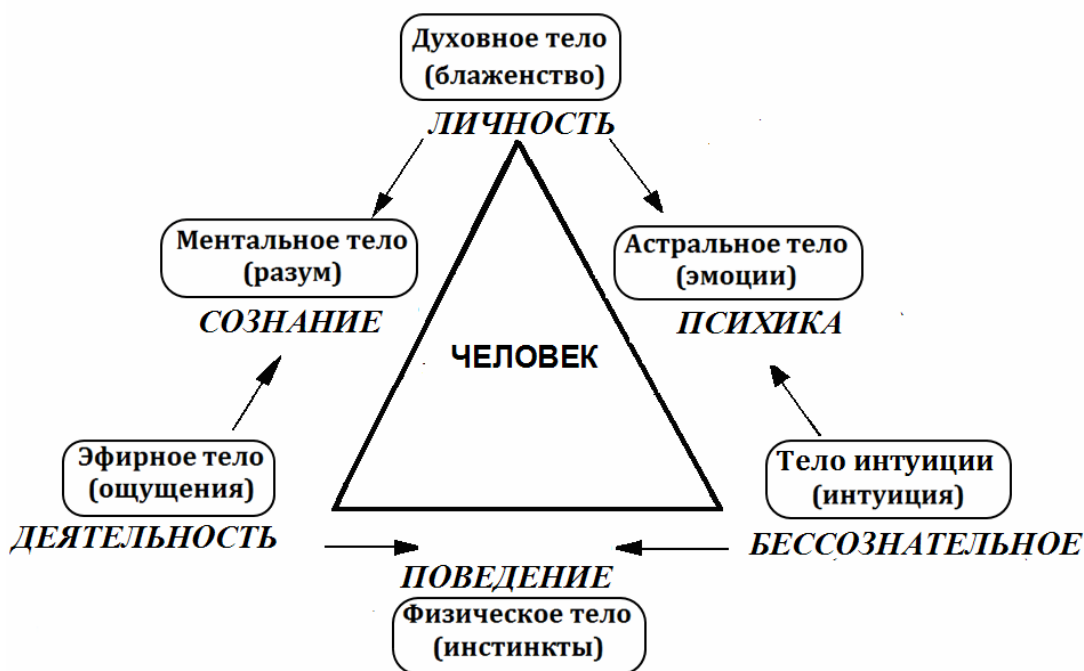 Духовное тело
(блаженство)
ЛИЧНОСТЬ
Ментальное тело
(разум)
СОЗНАНИЕ
Астральное тело
(эмоции)
ПСИХИКА
ЧЕЛОВЕК
Эфирное тело
(ощущения)
ДЕЯТЕЛЬНОСТЬ
Тело интуиции
(интуиция)
БЕССОЗНАТЕЛЬНОЕ
ПОВЕДЕНИЕ
Физическое тело
(инстинкты)